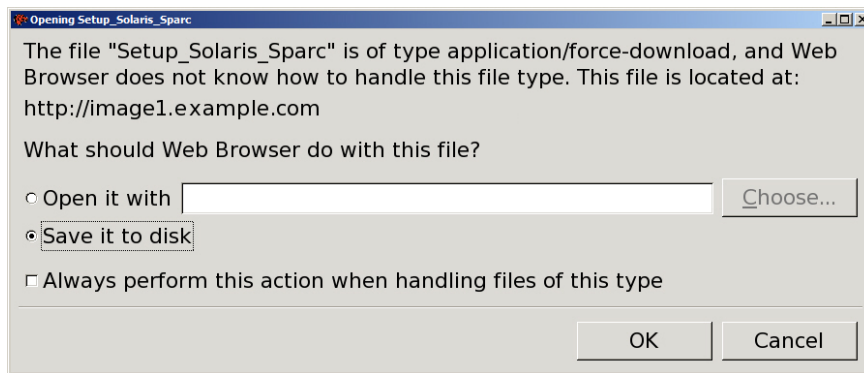 Opening Setup_Solaris_Sparc
The file "Setup_Solaris_Sparc" is of type application/force-download, and Web
Browser does not know how to handle this file type. This file is located at:
http://image1.example.com
What should Web Browser do with this file?
Open it with
Choose...
Save it to disk
Always perform this action when handling files of this type
OK
Cancel